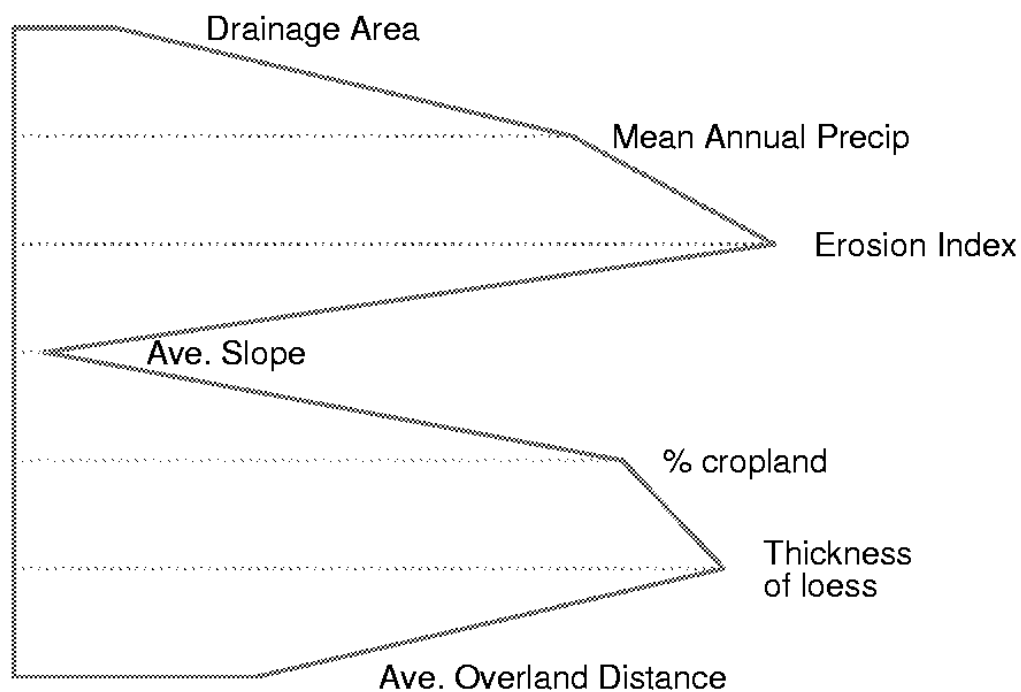 Drainage Area
Mean Annual Precip
Erosion Index
Ave. Slope
% cropland
Thickness
of loess
Ave. Overland Distance